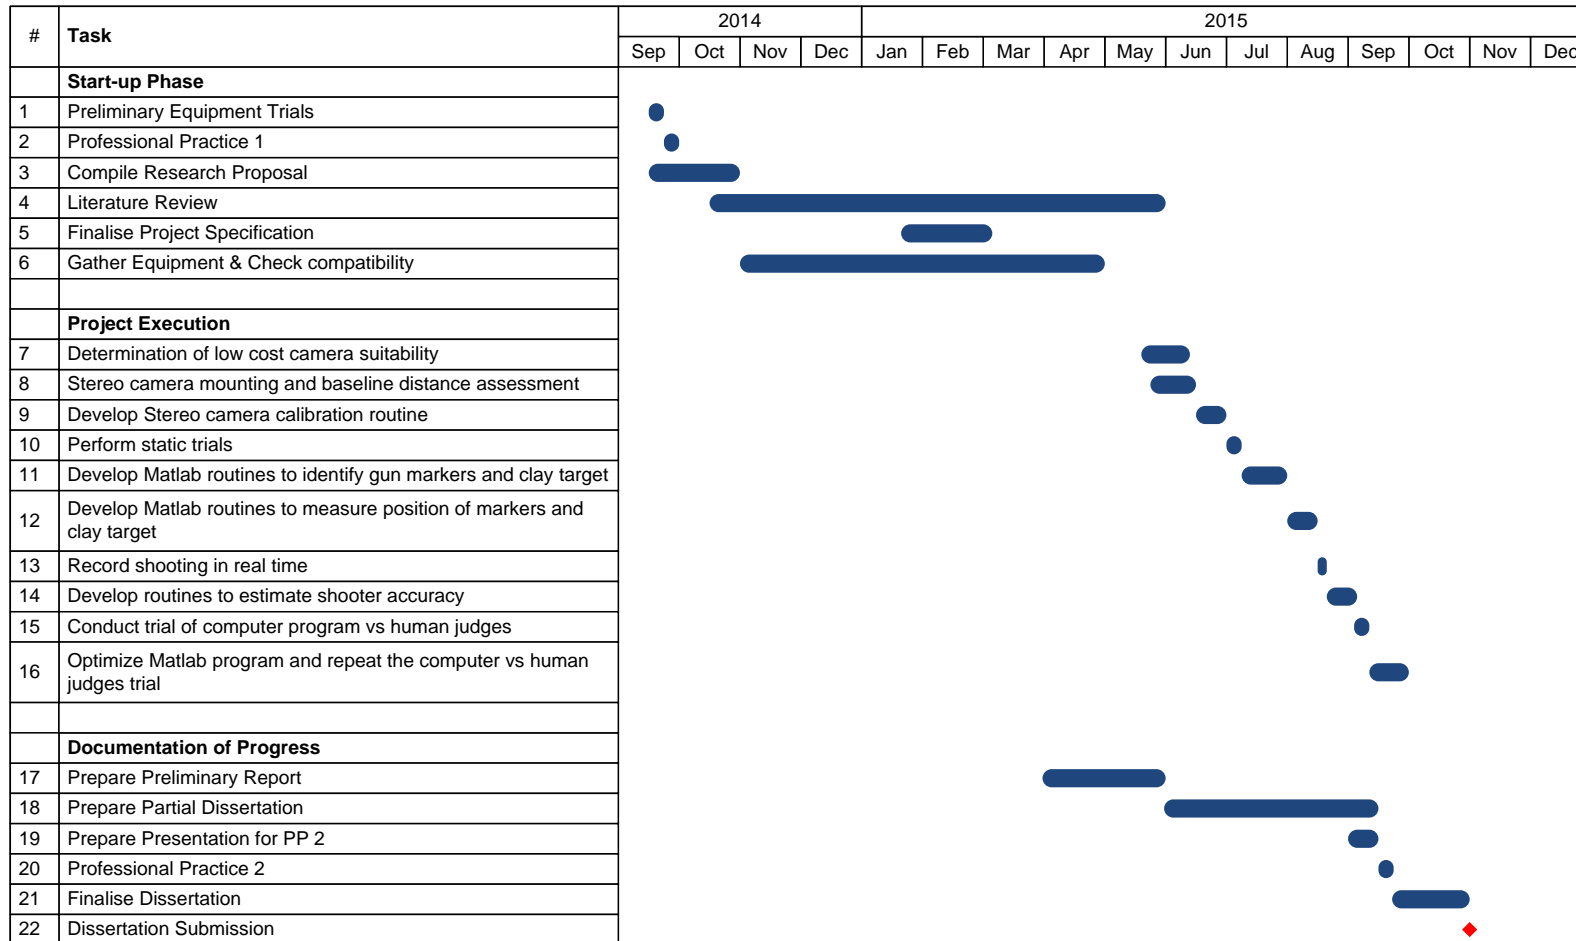 # Task 2014 2015
Sep Oct Nov Dec Jan Feb Mar Apr May Jun Jul Aug Sep Oct Nov Dec
Start-up Phase
1 Preliminary Equipment Trials
2 Professional Practice 1
3 Compile Research Proposal
4 Literature Review
5 Finalise Project Specification
6 Gather Equipment & Check compatibility
Project Execution
7 Determination of low cost camera suitability
8 Stereo camera mounting and baseline distance assessment
9 Develop Stereo camera calibration routine
10 Perform static trials
11 Develop Matlab routines to identify gun markers and clay target
12 Develop Matlab routines to measure position of markers and
clay target
13 Record shooting in real time
14 Develop routines to estimate shooter accuracy
15 Conduct trial of computer program vs human judges
16 Optimize Matlab program and repeat the computer vs human
judges trial
Documentation of Progress
17 Prepare Preliminary Report
18 Prepare Partial Dissertation
19 Prepare Presentation for PP 2
20 Professional Practice 2
21 Finalise Dissertation
22 Dissertation Submission